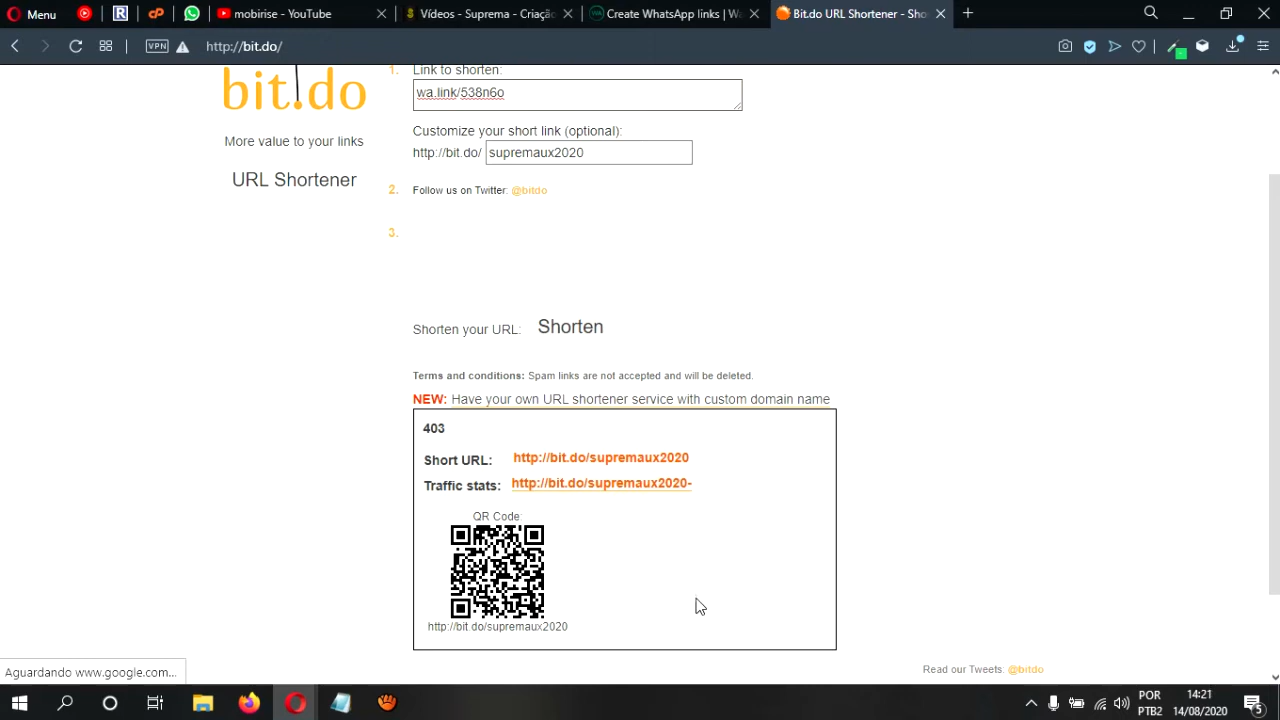 Menu
mobirise - YouTube
Vídeos - Suprema - Criação
Create WhatsApp links | Wa
Bit.do URL Shortener - Sho
VPN
http://bit.do/
bit.do
More value to your links
URL Shortener
1. Link to shorten:
wa.link/538n6o
Customize your short link (optional):
http://bit.do/ supremaux2020
2. Follow us on Twitter: @bitdo
3.
Shorten your URL: Shorten
Terms and conditions: Spam links are not accepted and will be deleted.
NEW: Have your own URL shortener service with custom domain name
403
Short URL: http://bit.do/supremaux2020
Traffic stats: http://bit.do/supremaux2020-
QR Code:
http://bit.do/supremaux2020
Read our Tweets: @bitdo
Aguardando www.google.com...
POR
PTB2
14:21
14/08/2020
5